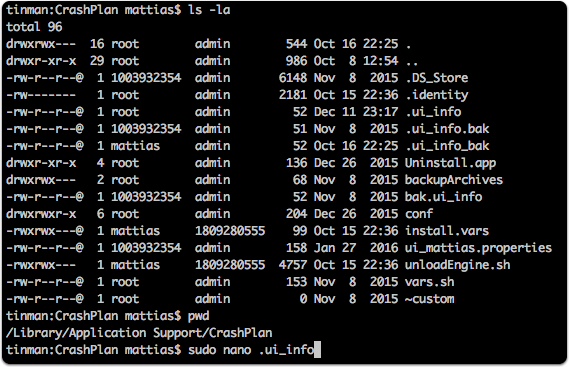 tinman:CrashPlan mattias$ ls -la
total 96
drwxrwx---  16 root        admin         544 Oct 16 22:25 .
drwxr-xr-x  29 root        admin         986 Oct  8 12:54 ..
-rw-r--r--@  1 1003932354  admin        6148 Nov  8  2015 .DS_Store
-rw-------   1 root        admin        2181 Oct 15 22:36 .identity
-rw-r--r--@  1 root        admin          52 Dec 11 23:17 .ui_info
-rw-r--r--@  1 1003932354  admin          51 Nov  8  2015 .ui_info.bak
-rw-r--r--@  1 mattias     admin          52 Oct 16 22:25 .ui_info_bak
drwxr-xr-x   4 root        admin         136 Dec 26  2015 Uninstall.app
drwxrwx---   2 root        admin          68 Nov  8  2015 backupArchives
-rw-r--r--@  1 1003932354  admin          52 Nov  8  2015 bak.ui_info
drwxrwxr-x   6 root        admin         204 Dec 26  2015 conf
-rwxrwx---@  1 mattias     1809280555     99 Oct 15 22:36 install.vars
-rw-r--r--@  1 1003932354  admin         158 Jan 27  2016 ui_mattias.properties
-rwxrwx---   1 mattias     1809280555   4757 Oct 15 22:36 unloadEngine.sh
-rw-r--r--   1 root        admin         153 Nov  8  2015 vars.sh
-rw-r--r--@  1 root        admin           0 Nov  8  2015 ~custom
tinman:CrashPlan mattias$ pwd
/Library/Application Support/CrashPlan
tinman:CrashPlan mattias$ sudo nano .ui_info